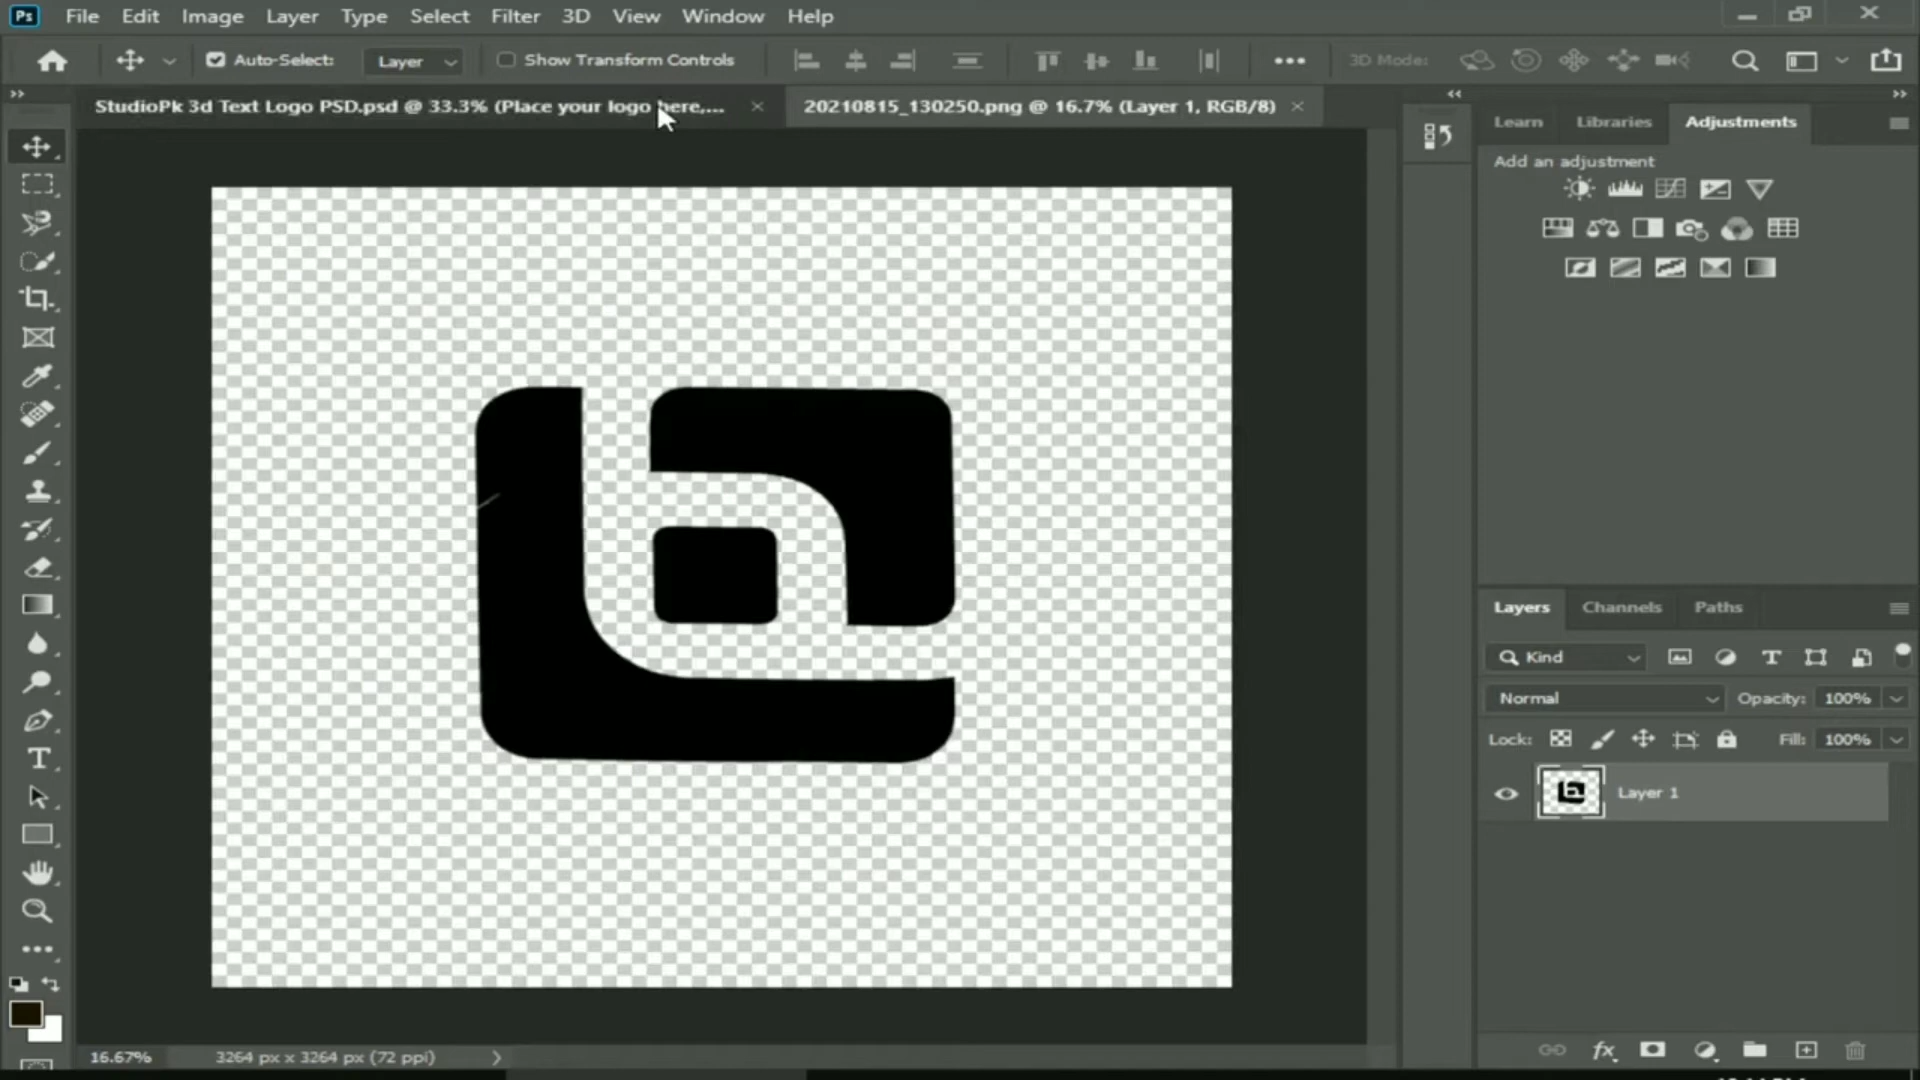 Ps File Edit Image Layer Type Select Filter 3D View Window Help
Auto-Select: Layer Show Transform Controls 3D Mode:
StudioPk 3d Text Logo PSD.psd @ 33.3% (Place your logo here,... × 20210815_130250.png @ 16.7% (Layer 1, RGB/8) ×
Learn Libraries Adjustments
Add an adjustment
Layers Channels Paths
Kind
Normal Opacity: 100%
Lock: Fill: 100%
Layer 1
16.67% 3264 px x 3264 px (72 ppi)